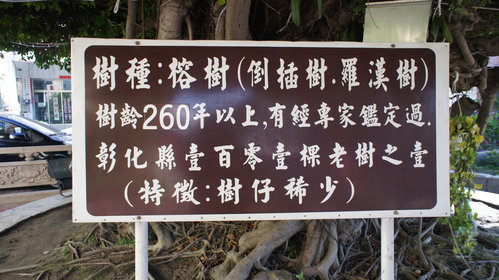 樹種：榕樹(倒插樹.羅漢樹)
樹齡260年以上,有經專家鑑定過.
彰化縣壹百零壹棵老樹之壹
(特徵：樹仔稀少)